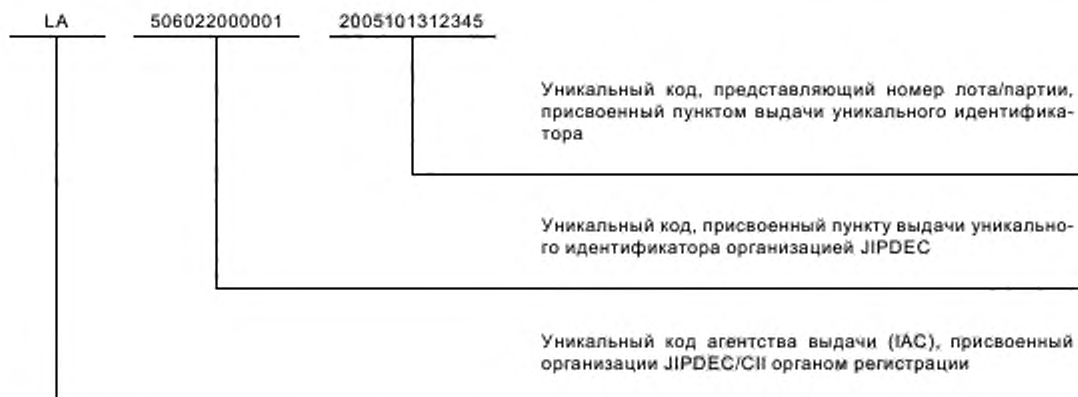 LA 506022000001 2005101312345
Уникальный код, представляющий номер лота/партии,
присвоенный пунктом выдачи уникального идентифика-
тора
Уникальный код, присвоенный пункту выдачи уникально-
го идентификатора организацией JIPDEC
Уникальный код агентства выдачи (IAC), присвоенный
организации JIPDEC/CII органом регистрации